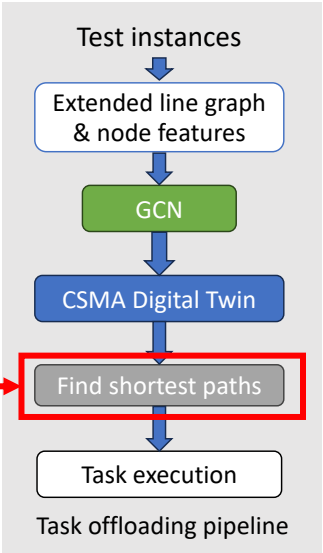 Test instances
Extended line graph
& node features
GCN
CSMA Digital Twin
Find shortest paths
Task execution
Task offloading pipeline